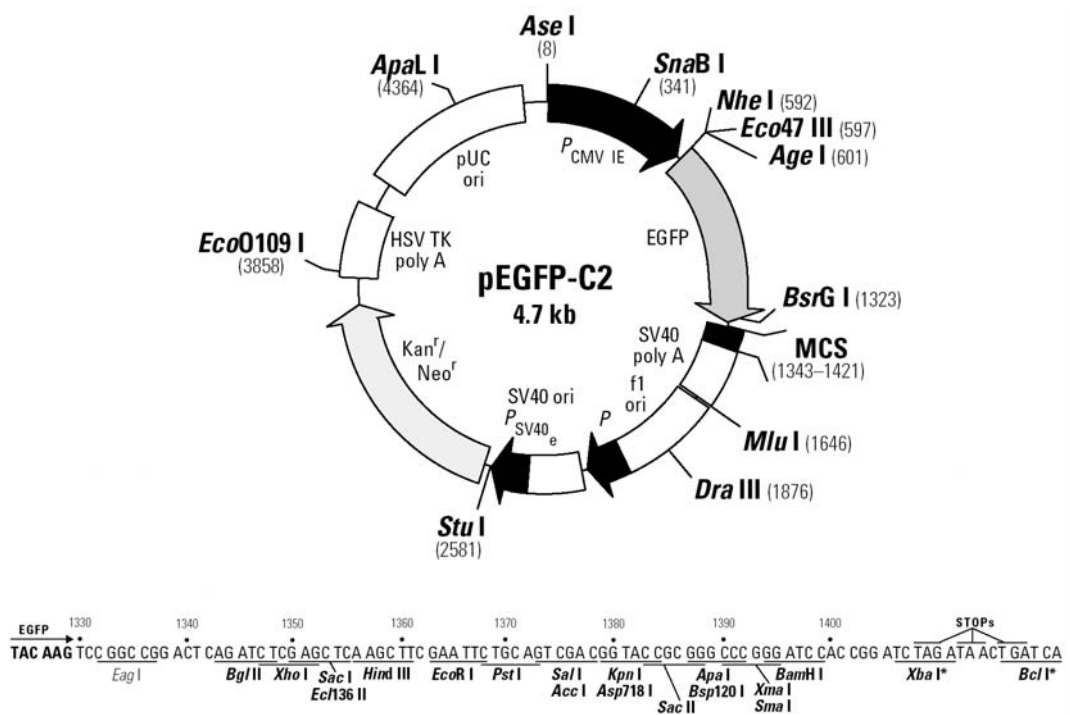 Ase I
(8)
SnaB I
(341)
ApaL I
(4364)
Nhe I (592)
Eco47 III (597)
Age I (601)
P CMV IE
pUC
ori
EcoO109 I
(3858)
HSV TK
poly A
EGFP
pEGFP-C2
4.7 kb
BsrG I (1323)
MCS
(1343–1421)
SV40
poly A
Kanr/
Neor
f1
ori
SV40 ori
P SV40 e
P
Mlu I (1646)
Dra III (1876)
Stu I
(2581)
EGFP 1330 1340 1350 1360 1370 1380 1390 1400 STOPs
TAC AAG TCC GGC CGG ACT CAG ATC TCG AGC TCA AGC TTC GAA TTC TGC AGT CGA CGG TAC CGC GGG CCC GGG ATC CAC CGG ATC TAG ATA ACT GAT CA
Eag I Bgl II Xho I Sac I Hind III EcoR I Pst I Sal I Kpn I Apa I BamH I Xba I* Bcl I*
Ecl136 II Acc I Asp718 I Sac II Bsp120 I Xma I
Sma I